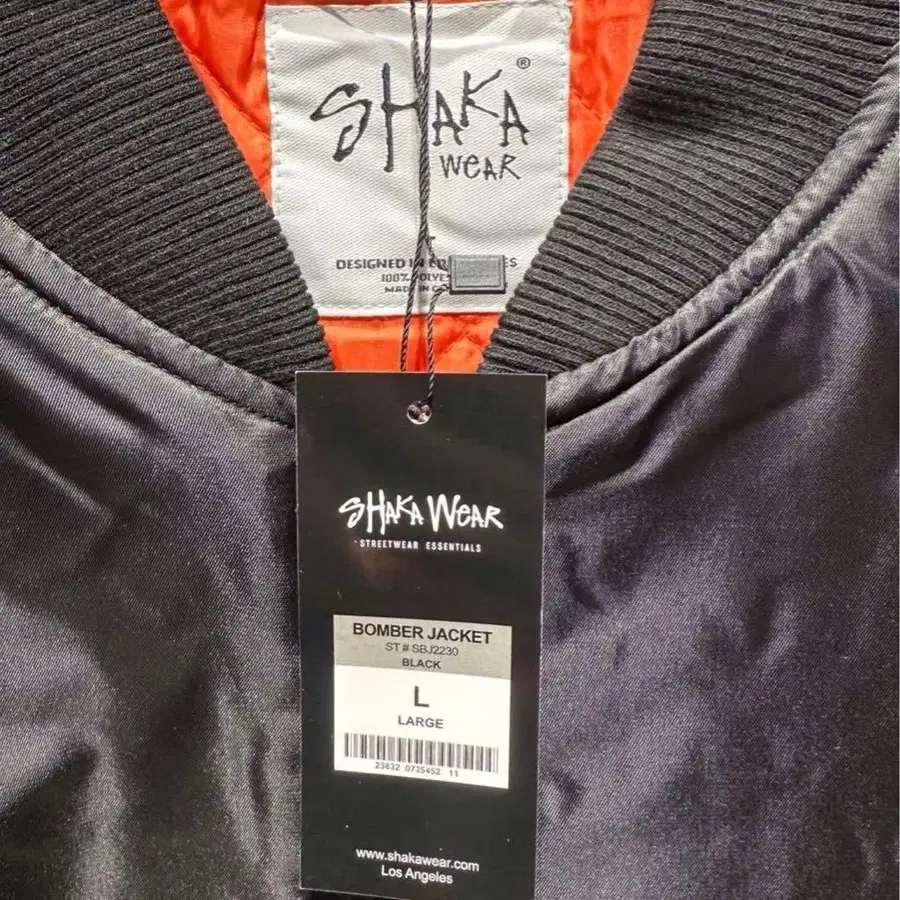 SHAKA ®
WEAR
DESIGNED IN
100%
MADE IN
SHAKA WEAR
STREETWEAR ESSENTIALS
BOMBER JACKET
ST # SBJ2230
BLACK
L
LARGE
23832 0735452 11
www.shakawear.com
Los Angeles